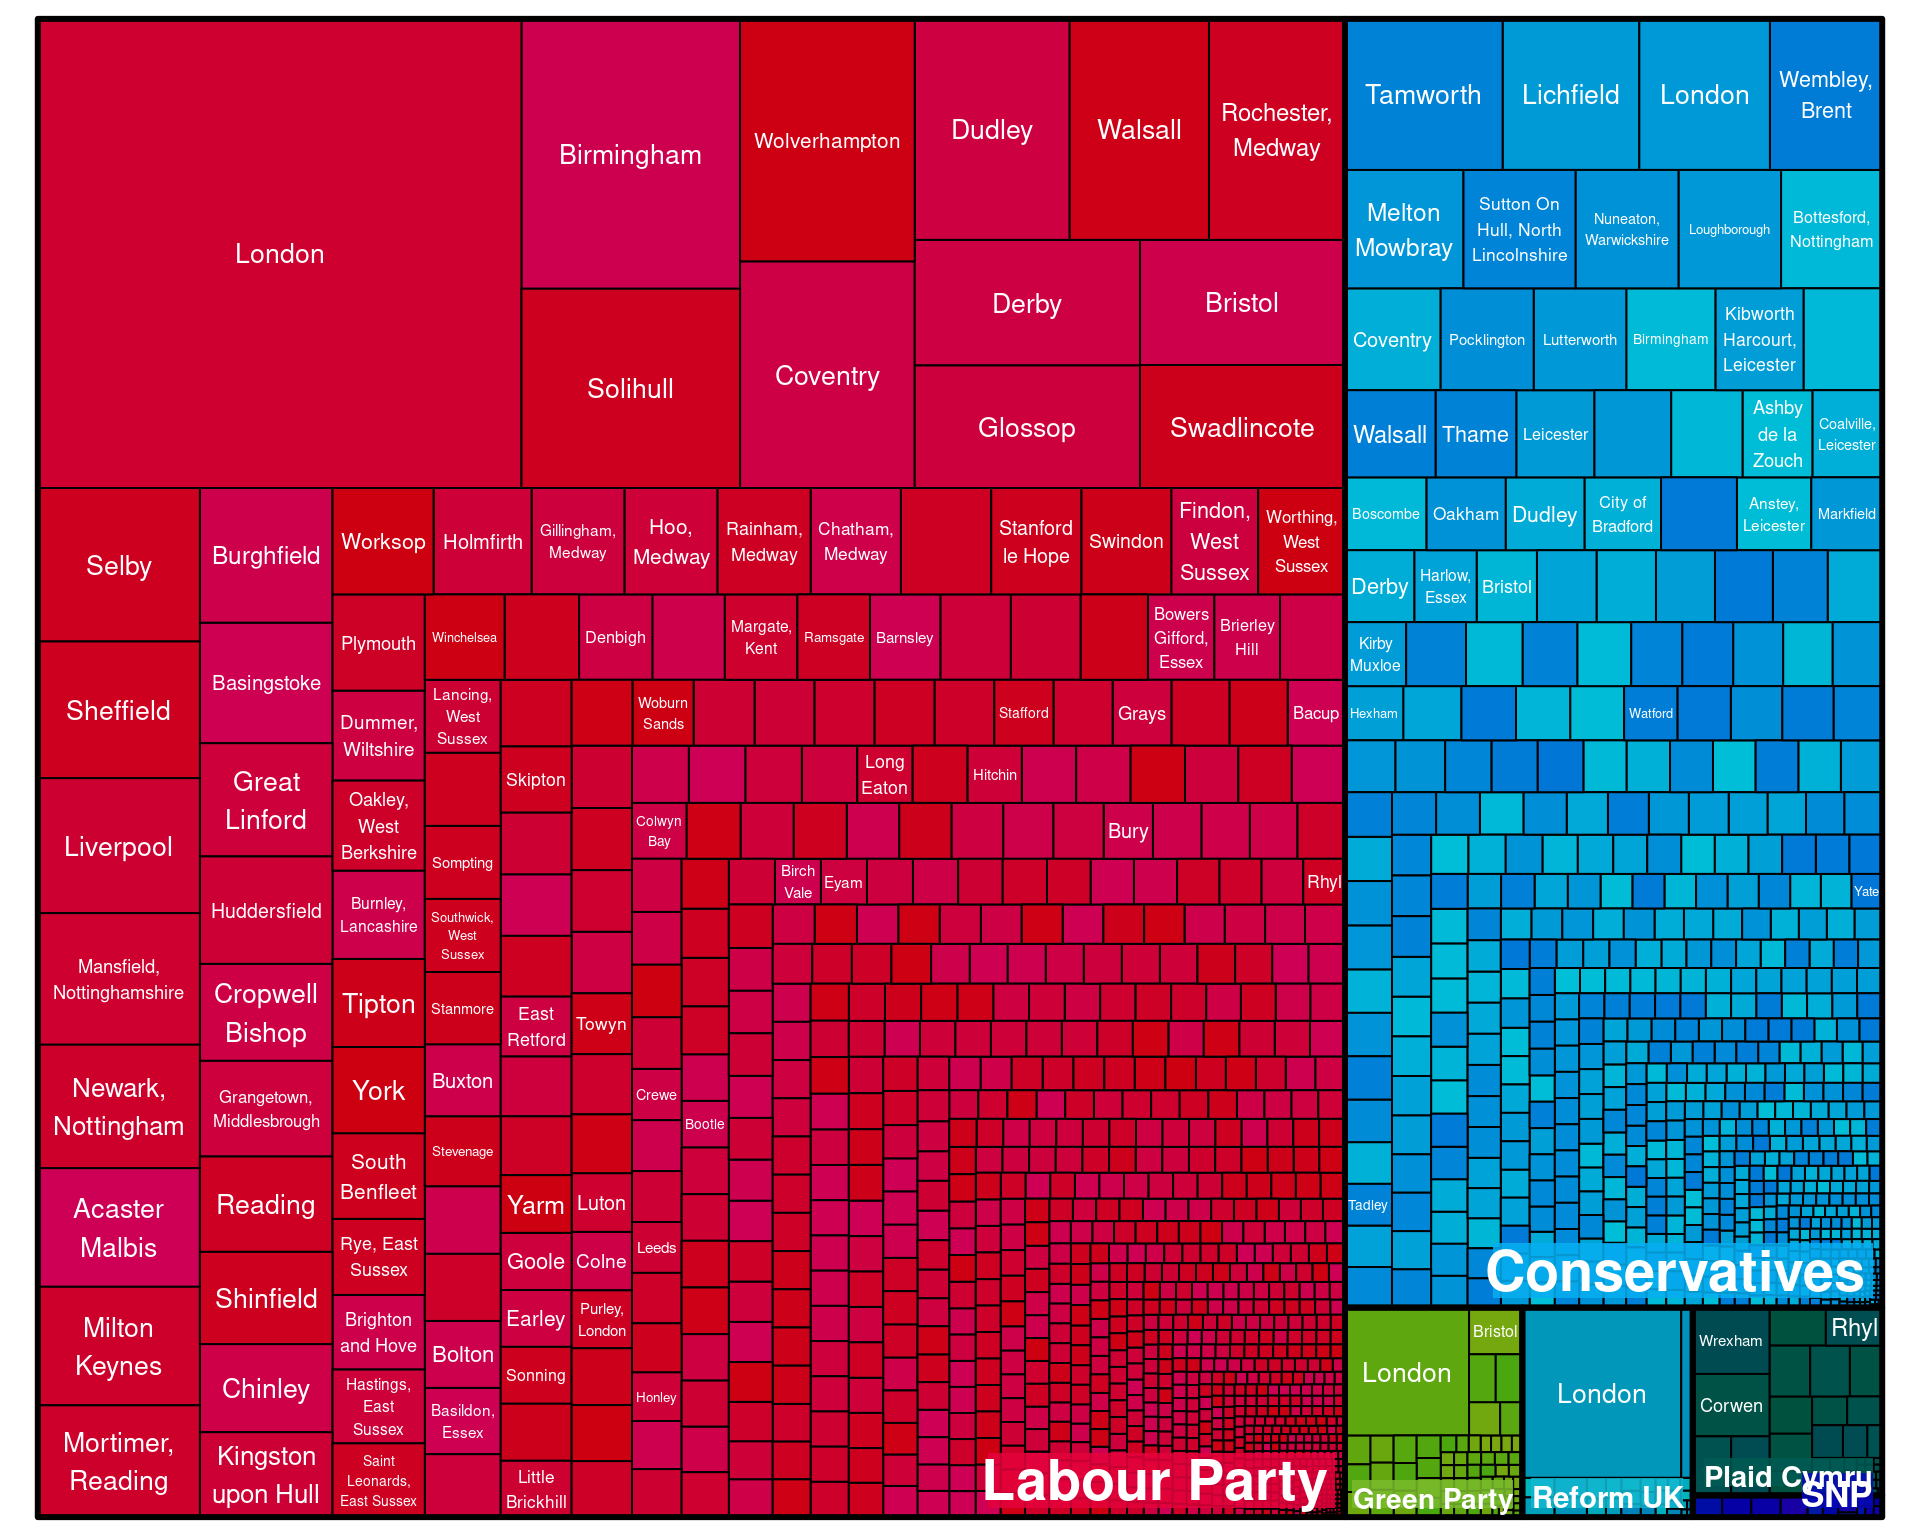 London
Birmingham
Solihull
Wolverhampton
Coventry
Dudley
Walsall
Rochester,
Medway
Derby
Bristol
Glossop
Swadlincote
Selby
Sheffield
Liverpool
Mansfield,
Nottinghamshire
Newark,
Nottingham
Acaster
Malbis
Milton
Keynes
Mortimer,
Reading
Burghfield
Basingstoke
Great
Linford
Huddersfield
Cropwell
Bishop
Grangetown,
Middlesbrough
Reading
Shinfield
Chinley
Kingston
upon Hull
Worksop
Holmfirth
Gillingham,
Medway
Hoo,
Medway
Rainham,
Medway
Chatham,
Medway
Stanford
le Hope
Swindon
Findon,
West
Sussex
Worthing,
West
Sussex
Plymouth
Dummer,
Wiltshire
Oakley,
West
Berkshire
Burnley,
Lancashire
Tipton
York
South
Benfleet
Rye, East
Sussex
Brighton
and Hove
Hastings,
East
Sussex
Saint
Leonards,
East Sussex
Winchelsea
Denbigh
Margate,
Kent
Ramsgate
Barnsley
Bowers
Gifford,
Essex
Brierley
Hill
Lancing,
West
Sussex
Sompting
Southwick,
West
Sussex
Stanmore
Buxton
Stevenage
Bolton
Basildon,
Essex
Skipton
East
Retford
Yarm
Goole
Earley
Sonning
Little
Brickhill
Towyn
Luton
Colne
Purley,
London
Woburn
Sands
Stafford
Grays
Bacup
Long
Eaton
Hitchin
Colwyn
Bay
Bury
Crewe
Leeds
Honley
Bootle
Birch
Vale
Eyam
Rhyl
Labour Party
Tamworth
Lichfield
London
Wembley,
Brent
Melton
Mowbray
Sutton On
Hull, North
Lincolnshire
Nuneaton,
Warwickshire
Loughborough
Bottesford,
Nottingham
Coventry
Pocklington
Lutterworth
Birmingham
Kibworth
Harcourt,
Leicester
Walsall
Thame
Leicester
Ashby
de la
Zouch
Coalville,
Leicester
Boscombe
Oakham
Dudley
City of
Bradford
Anstey,
Leicester
Markfield
Derby
Harlow,
Essex
Bristol
Kirby
Muxloe
Hexham
Watford
Yate
Tadley
Conservatives
London
Bristol
Green Party
London
Reform UK
Wrexham
Corwen
Rhyl
Plaid Cymru
SNP